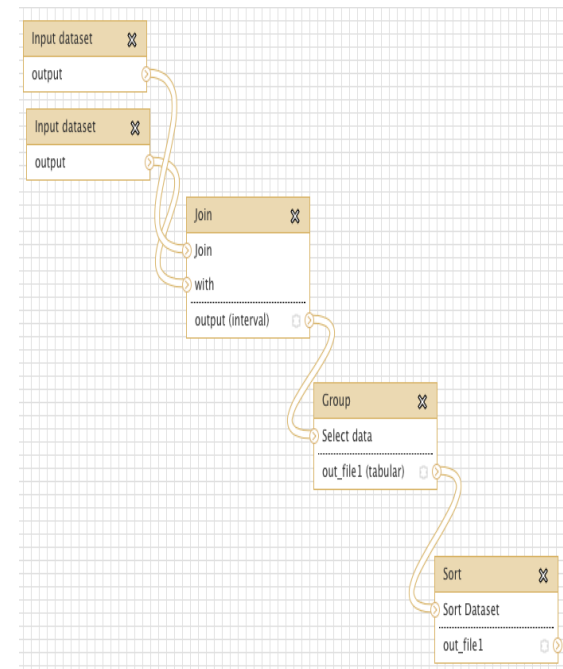 Input dataset
output
Input dataset
output
Join
Join
with
output (interval)
Group
Select data
out_file1 (tabular)
Sort
Sort Dataset
out_file1